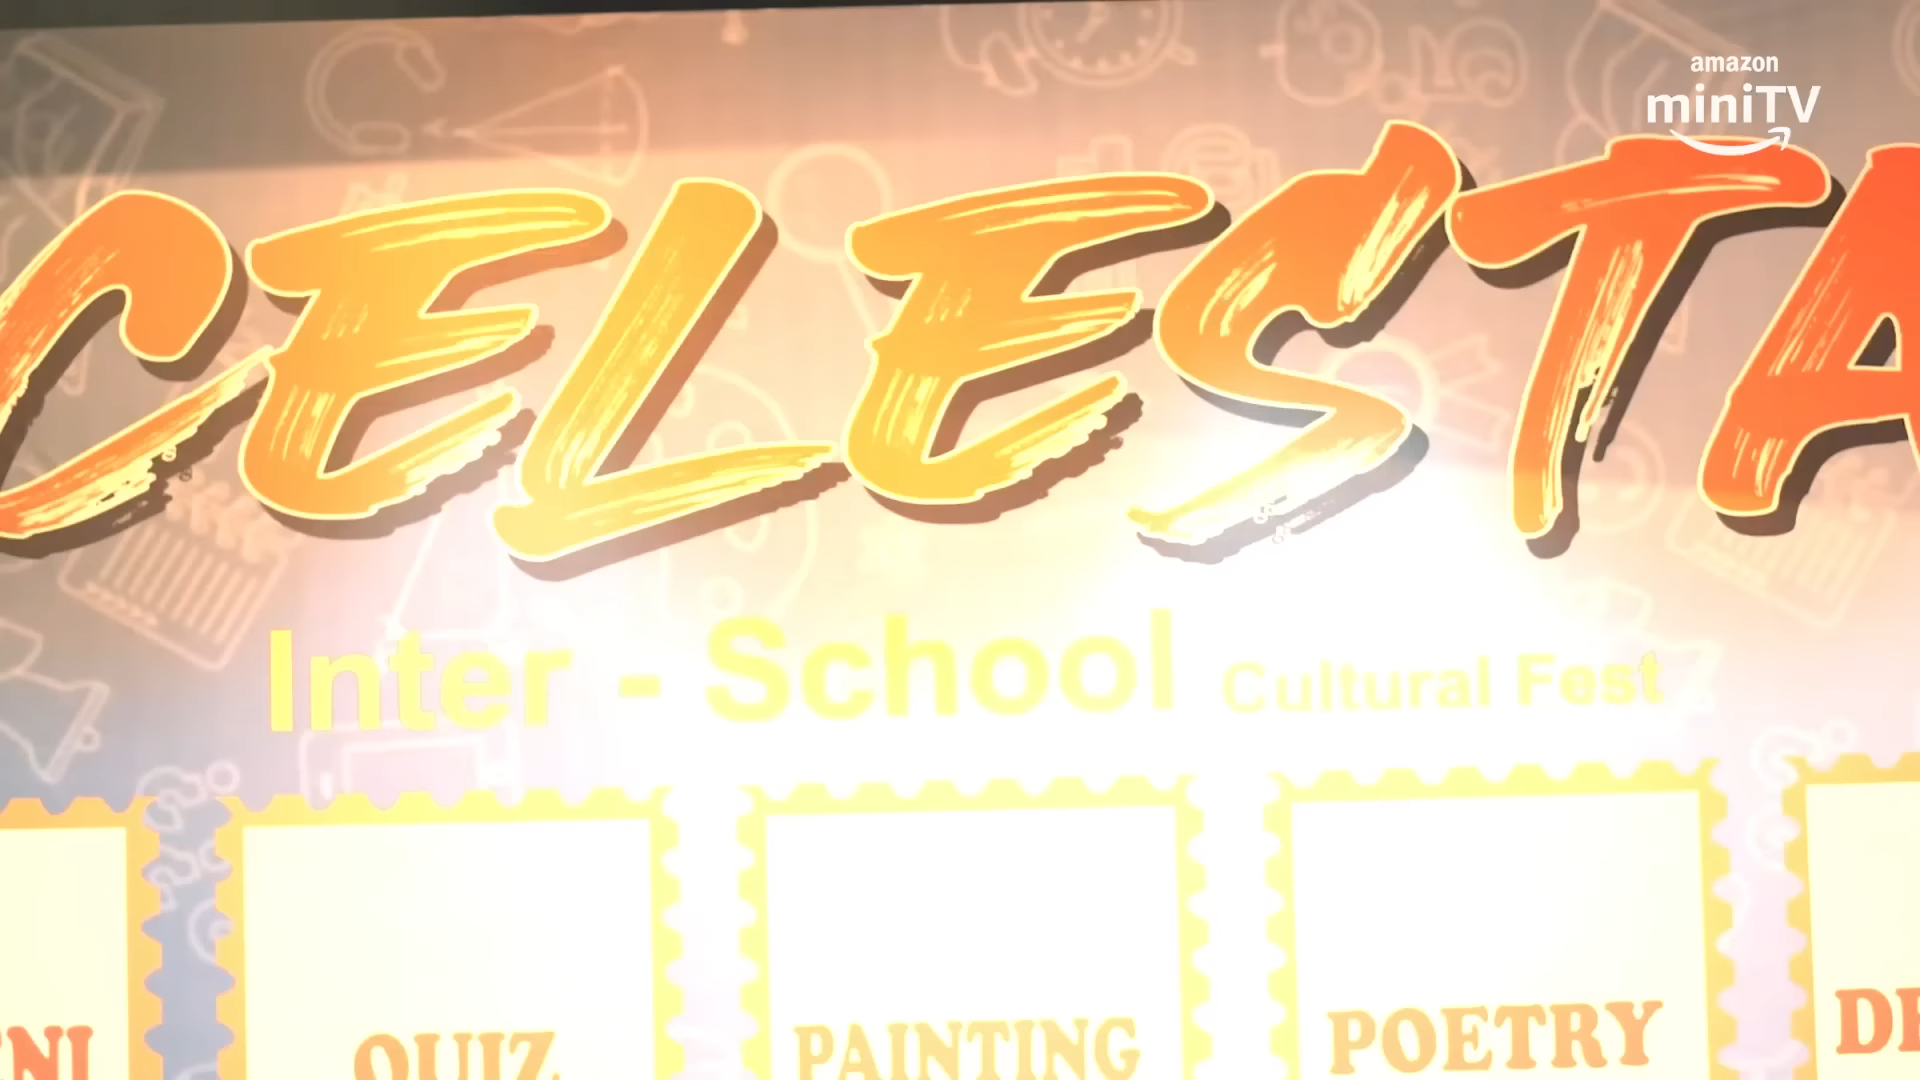 amazon
miniTV
CELESTA
Inter - School Cultural Fest
QUIZ
PAINTING
POETRY